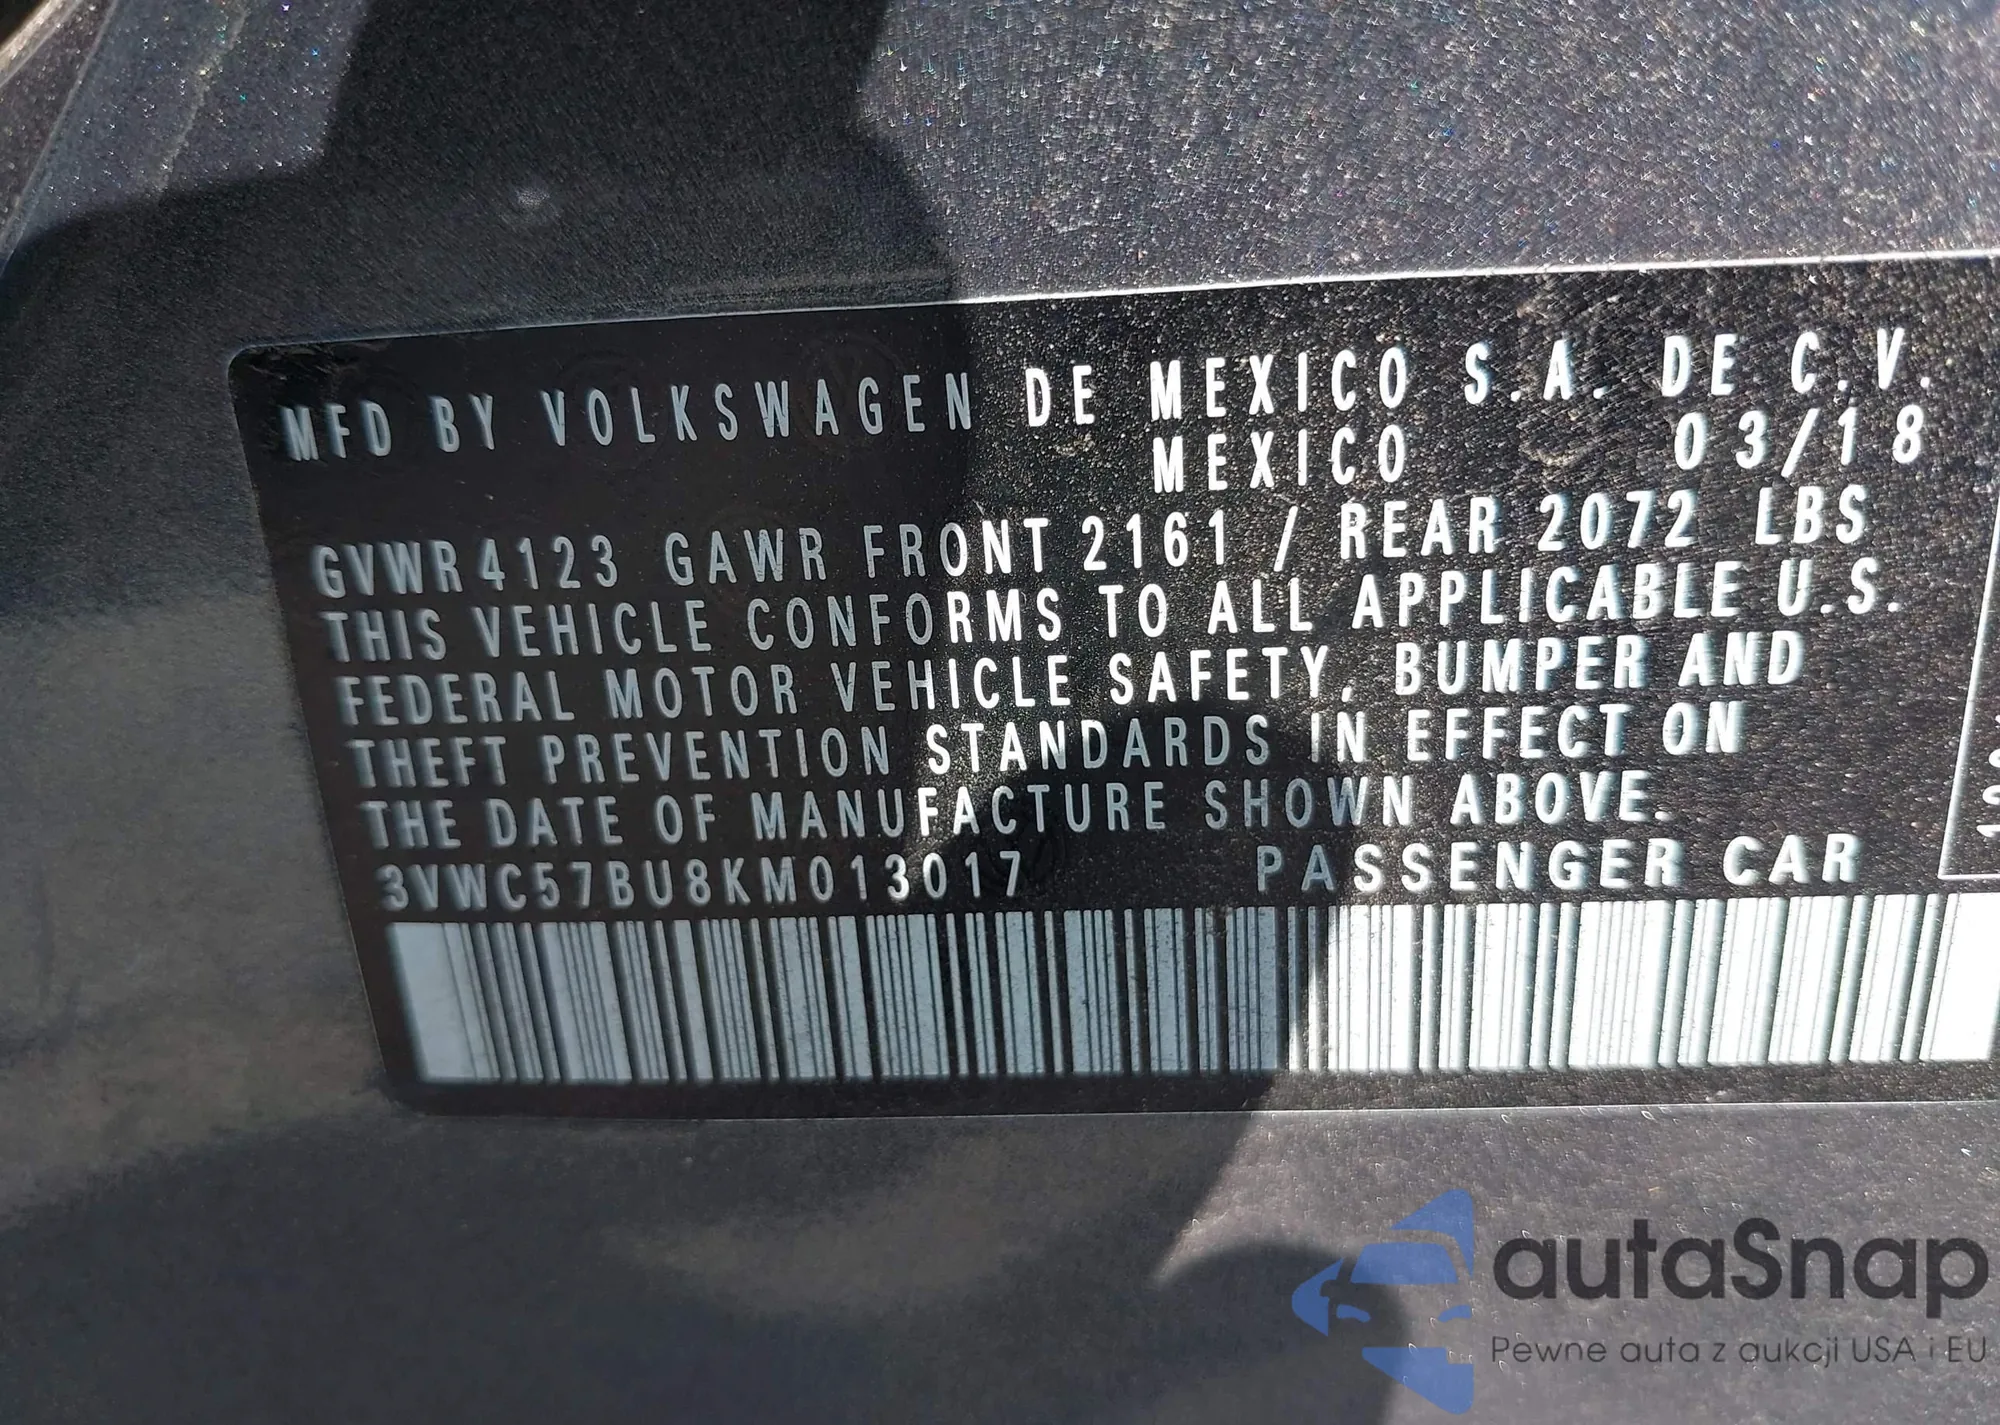 MFD BY VOLKSWAGEN DE MEXICO S.A. DE C.V.
MEXICO 03/18
GVWR 4123 GAWR FRONT 2161 / REAR 2072 LBS
THIS VEHICLE CONFORMS TO ALL APPLICABLE U.S.
FEDERAL MOTOR VEHICLE SAFETY, BUMPER AND
THEFT PREVENTION STANDARDS IN EFFECT ON
THE DATE OF MANUFACTURE SHOWN ABOVE.
3VWC57BU8KM013017 PASSENGER CAR
autaSnap
Pewne auta z aukcji USA i EU